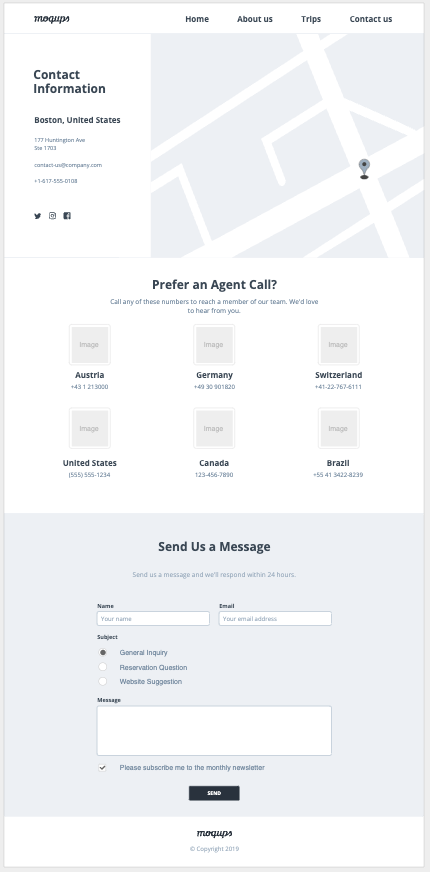 moqups
Home About us Trips Contact us
Contact
Information
Boston, United States
177 Huntington Ave
Ste 1703
contact-us@company.com
+1-617-555-0108
Prefer an Agent Call?
Call any of these numbers to reach a member of our team. We'd love
to hear from you.
Image Image Image
Austria Germany Switzerland
+43 1 213000 +49 30 901820 +41-22-767-6111
Image Image Image
United States Canada Brazil
(555) 555-1234 123-456-7890 +55 41 3422-8239
Send Us a Message
Send us a message and we'll respond within 24 hours.
Name Email
Your name Your email address
Subject
General Inquiry
Reservation Question
Website Suggestion
Message
Please subscribe me to the monthly newsletter
SEND
moqups
© Copyright 2019